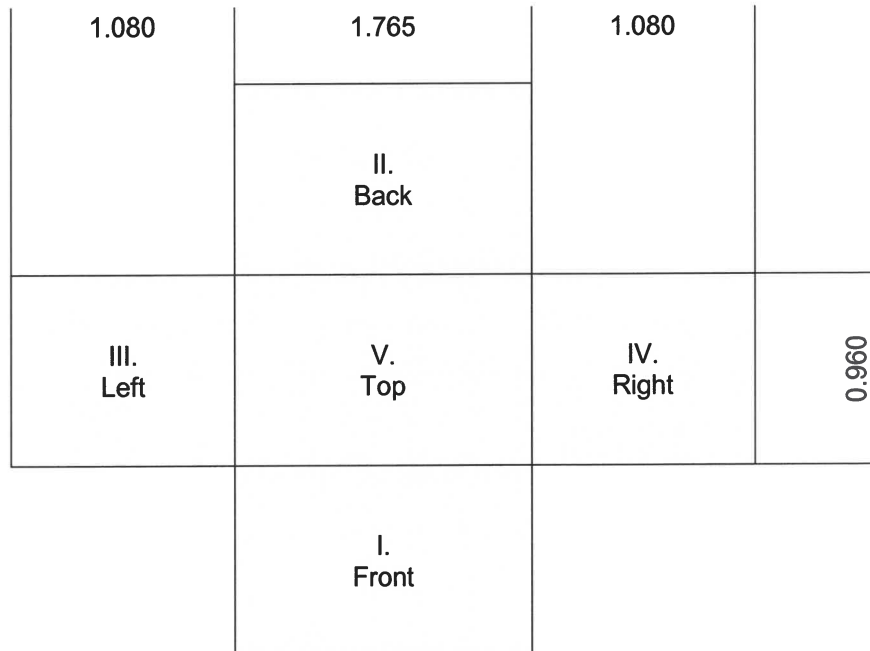 1.080
1.765
1.080
II.
Back
III.
Left
V.
Top
IV.
Right
0.960
I.
Front